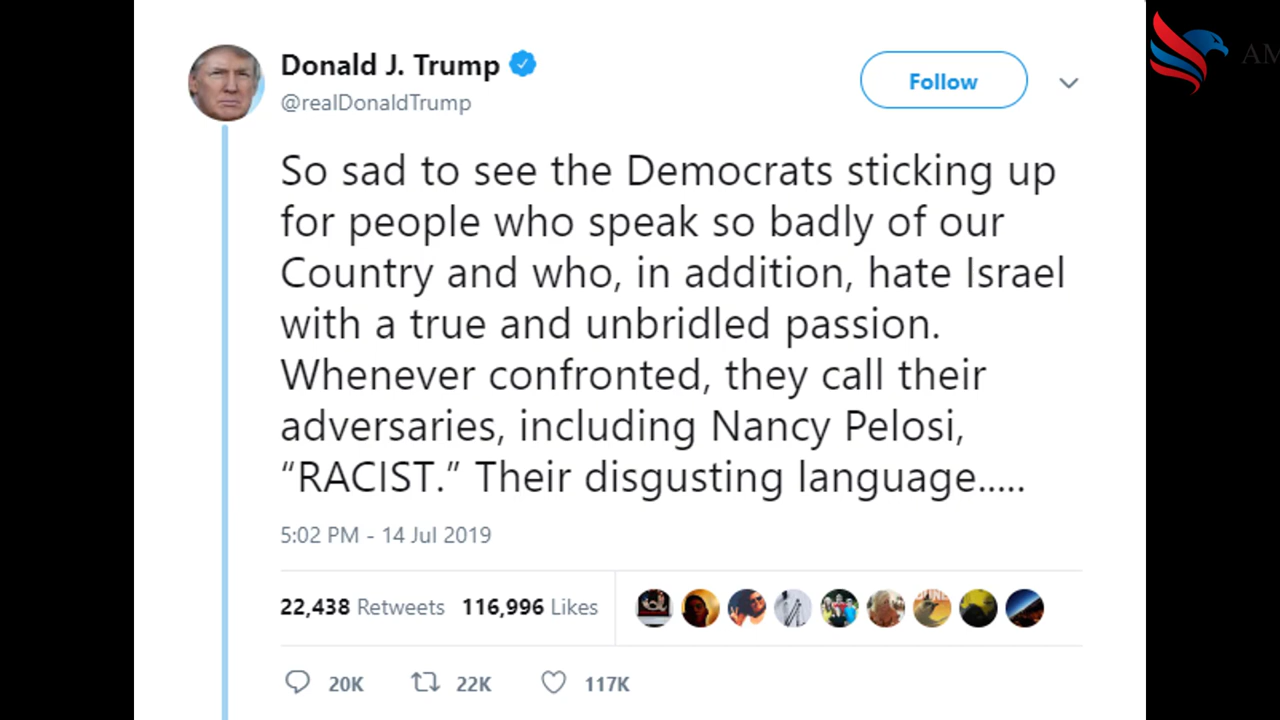 Donald J. Trump
@realDonaldTrump
Follow
AM
So sad to see the Democrats sticking up
for people who speak so badly of our
Country and who, in addition, hate Israel
with a true and unbridled passion.
Whenever confronted, they call their
adversaries, including Nancy Pelosi,
“RACIST.” Their disgusting language.....
5:02 PM - 14 Jul 2019
22,438 Retweets 116,996 Likes
20K 22K 117K